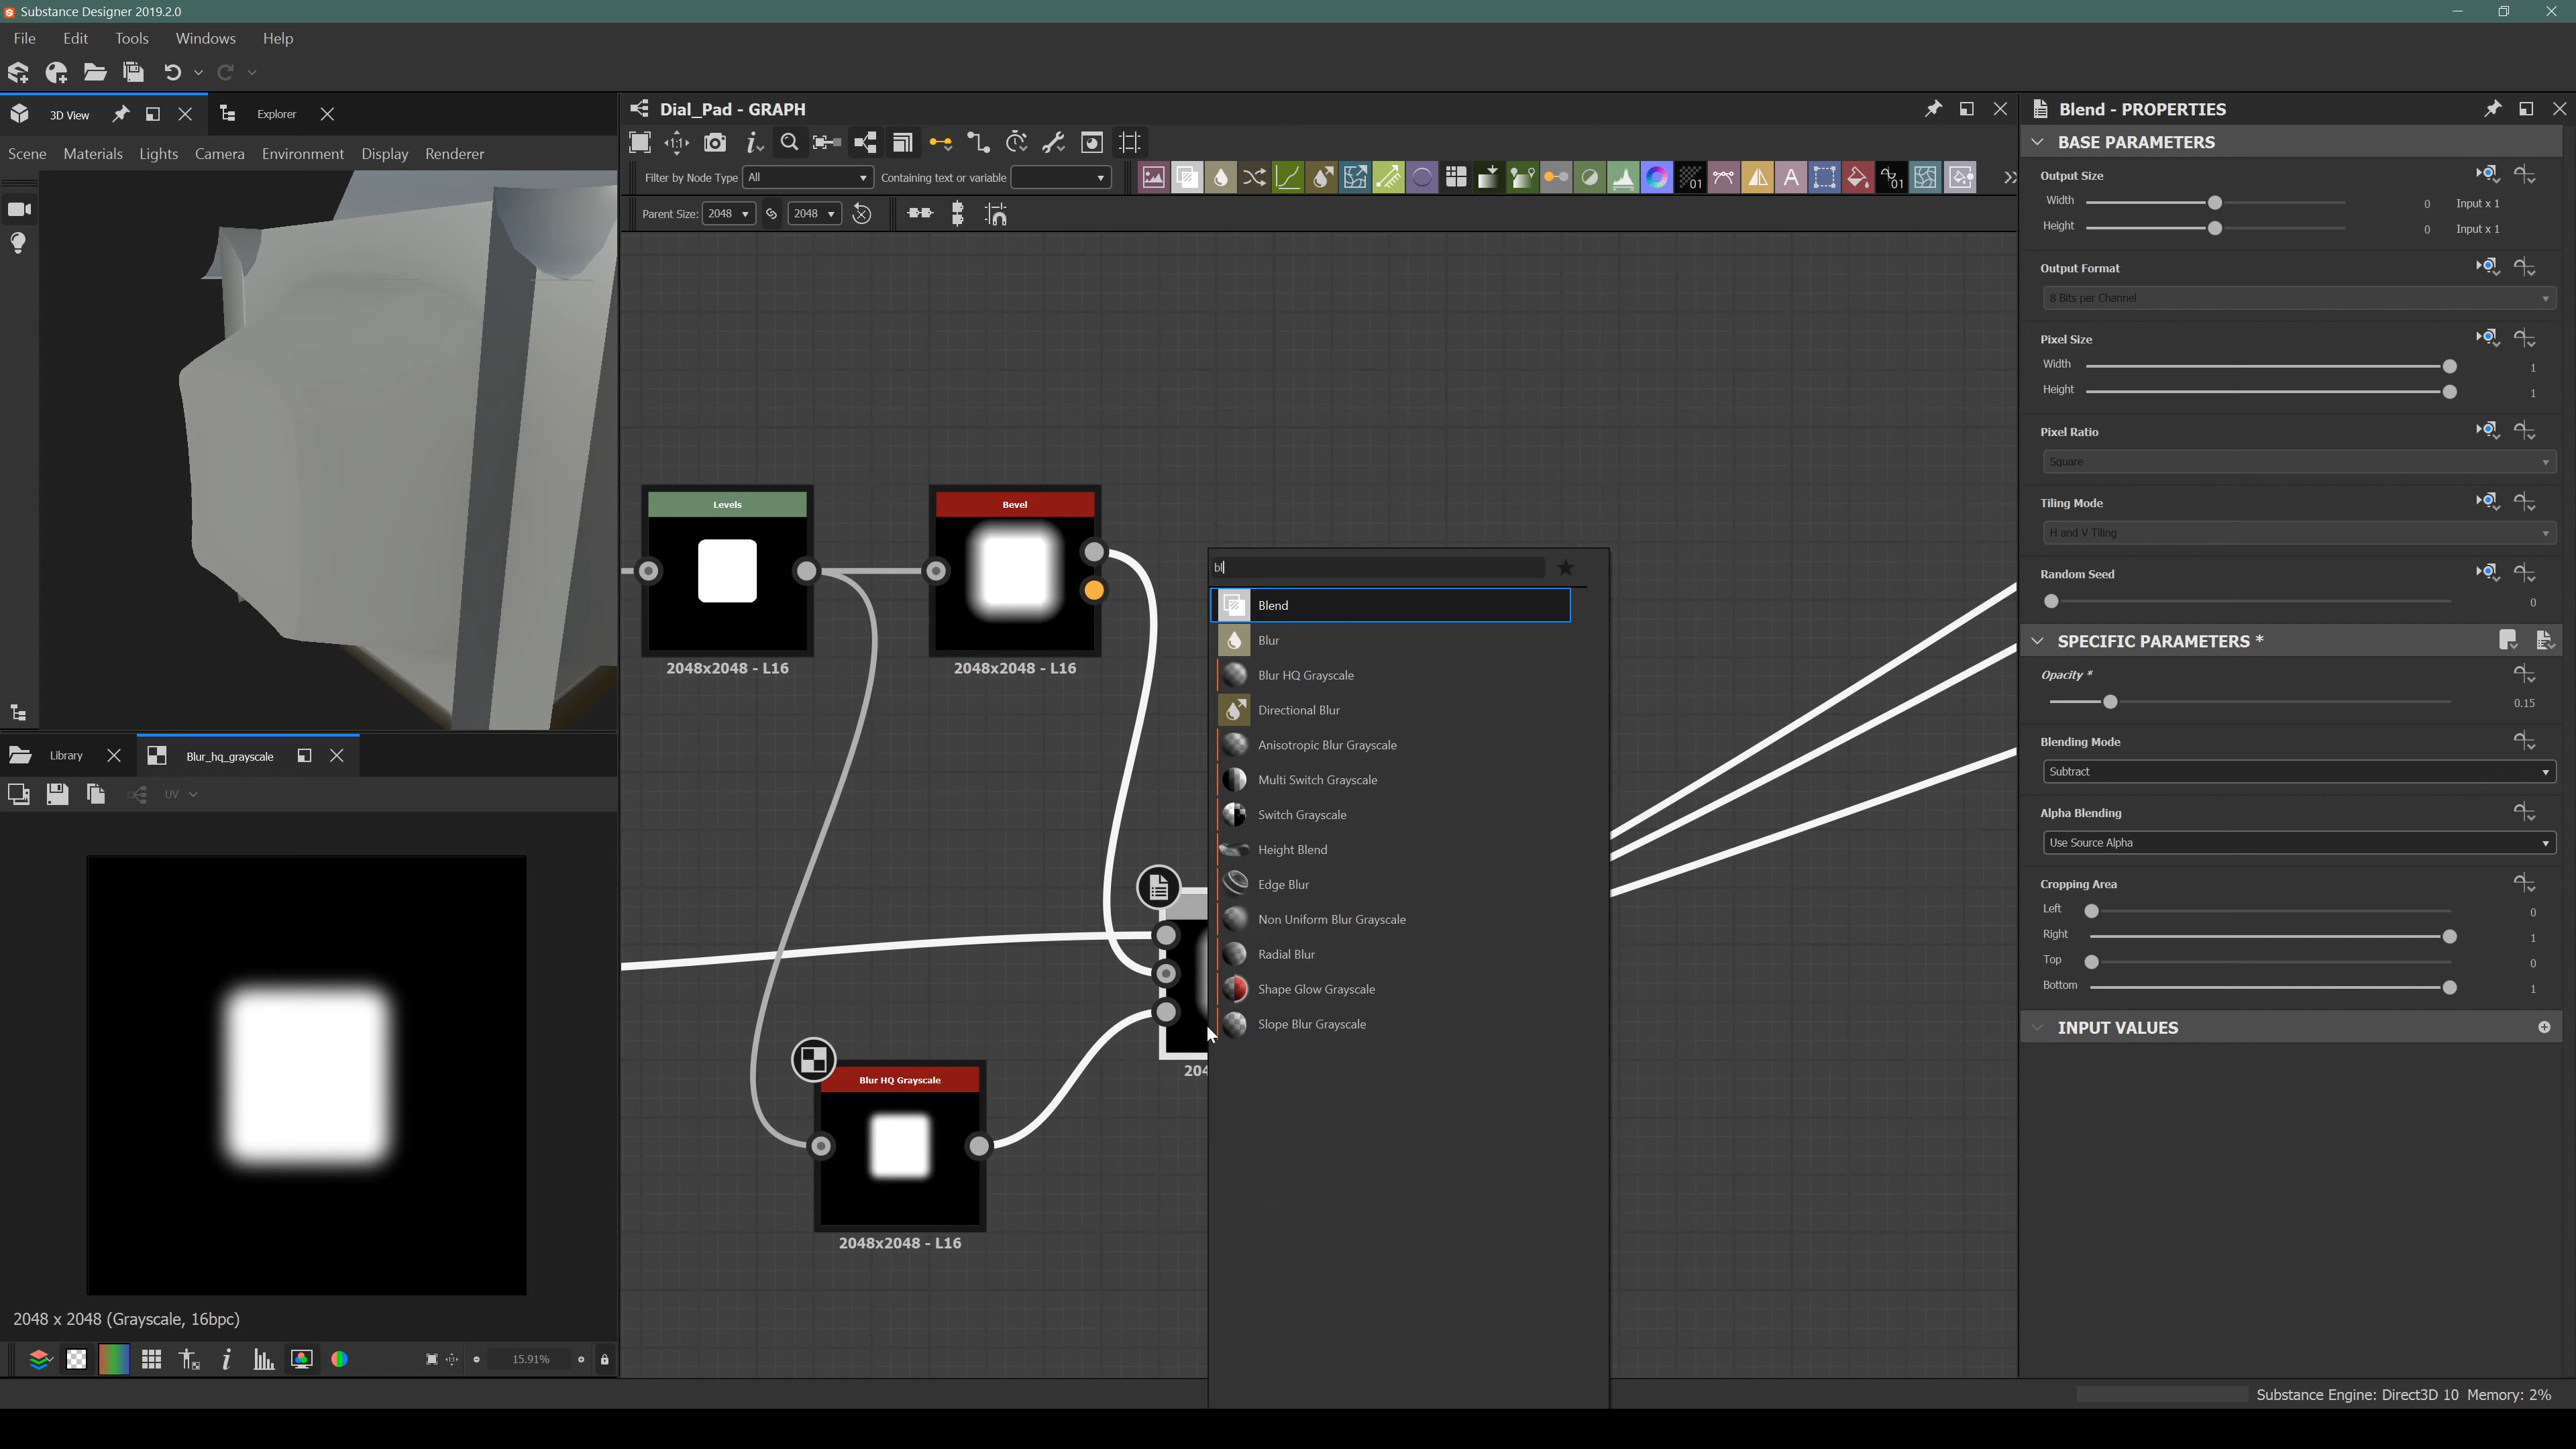 Substance Designer 2019.2.0
File Edit Tools Windows Help
3D View Explorer
Scene Materials Lights Camera Environment Display Renderer
Dial_Pad - GRAPH
Filter by Node Type All Containing text or variable
Parent Size: 2048 2048
Levels
2048x2048 - L16
Bevel
2048x2048 - L16
bl
Blend
Blur
Blur HQ Grayscale
Directional Blur
Anisotropic Blur Grayscale
Multi Switch Grayscale
Switch Grayscale
Height Blend
Edge Blur
Non Uniform Blur Grayscale
Radial Blur
Shape Glow Grayscale
Slope Blur Grayscale
204
Blur HQ Grayscale
2048x2048 - L16
Library Blur_hq_grayscale
UV
2048 x 2048 (Grayscale, 16bpc)
15.91%
Blend - PROPERTIES
BASE PARAMETERS
Output Size
Width 0 Input x 1
Height 0 Input x 1
Output Format
8 Bits per Channel
Pixel Size
Width 1
Height 1
Pixel Ratio
Square
Tiling Mode
H and V Tiling
Random Seed
0
SPECIFIC PARAMETERS *
Opacity *
0.15
Blending Mode
Subtract
Alpha Blending
Use Source Alpha
Cropping Area
Left 0
Right 1
Top 0
Bottom 1
INPUT VALUES
Substance Engine: Direct3D 10 Memory: 2%